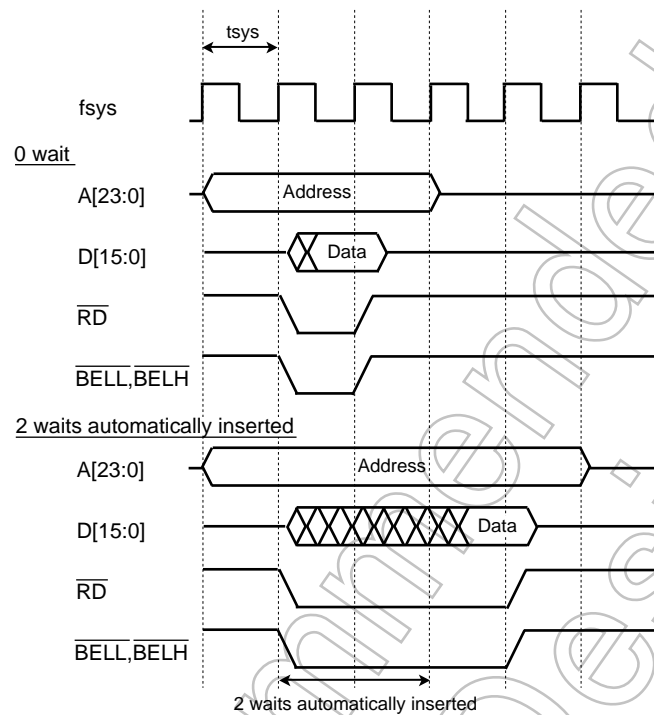 tsys
fsys
0 wait
A[23:0]
Address
D[15:0]
Data
RD
BELL,BELH
2 waits automatically inserted
A[23:0]
Address
D[15:0]
Data
RD
BELL,BELH
2 waits automatically inserted